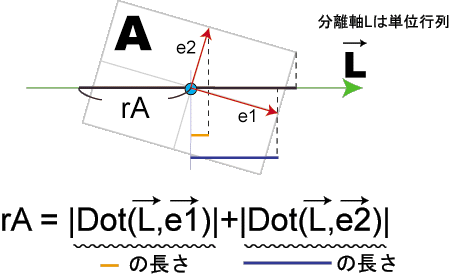 分離軸Lは単位行列
A
e2
L
rA
e1
rA = |Dot(L,e1)|+|Dot(L,e2)|
の長さ の長さ